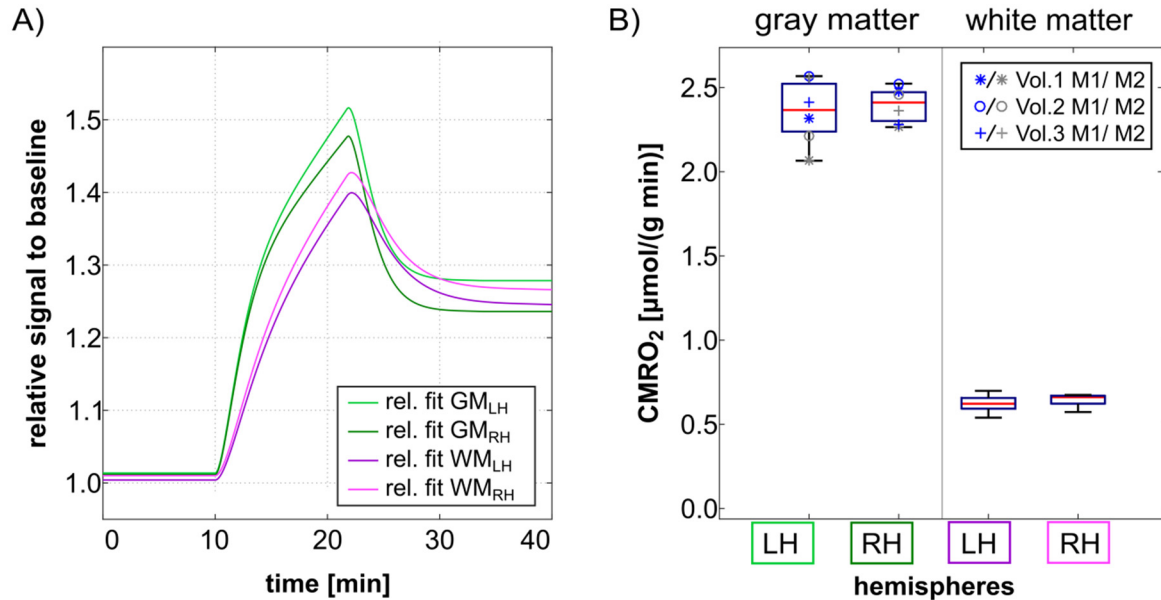 A)
relative signal to baseline
1.5
1.4
1.3
1.2
1.1
1.0
rel. fit GM_LH
rel. fit GM_RH
rel. fit WM_LH
rel. fit WM_RH
0 10 20 30 40
time [min]
B)
gray matter white matter
CMRO₂ [µmol/(g min)]
2.5
2.0
1.5
1.0
0.5
0.0
∗/∗ Vol.1 M1/ M2
○/○ Vol.2 M1/ M2
+/+ Vol.3 M1/ M2
LH RH LH RH
hemispheres